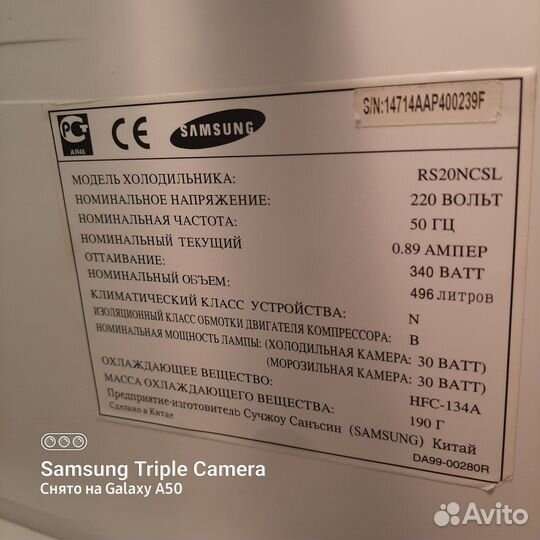 S/N:14714AAP400239F
РСТ
АЯ46
CE
SAMSUNG
МОДЕЛЬ ХОЛОДИЛЬНИКА: RS20NCSL
НОМИНАЛЬНОЕ НАПРЯЖЕНИЕ: 220 ВОЛЬТ
НОМИНАЛЬНАЯ ЧАСТОТА: 50 ГЦ
НОМИНАЛЬНЫЙ ТЕКУЩИЙ 0.89 АМПЕР
ОТТАИВАНИЕ: 340 ВАТТ
НОМИНАЛЬНЫЙ ОБЪЕМ: 496 литров
КЛИМАТИЧЕСКИЙ КЛАСС УСТРОЙСТВА: N
ИЗОЛЯЦИОННЫЙ КЛАСС ОБМОТКИ ДВИГАТЕЛЯ КОМПРЕССОРА: B
НОМИНАЛЬНАЯ МОЩНОСТЬ ЛАМПЫ: (ХОЛОДИЛЬНАЯ КАМЕРА: 30 ВАТТ)
(МОРОЗИЛЬНАЯ КАМЕРА: 30 ВАТТ)
ОХЛАЖДАЮЩЕЕ ВЕЩЕСТВО: HFC-134A
МАССА ОХЛАЖДАЮЩЕГО ВЕЩЕСТВА: 190 Г
Предприятие-изготовитель Сучжоу Санъсин (SAMSUNG) Китай
Сделано в Китае
DA99-00280R
Samsung Triple Camera
Снято на Galaxy A50
Avito